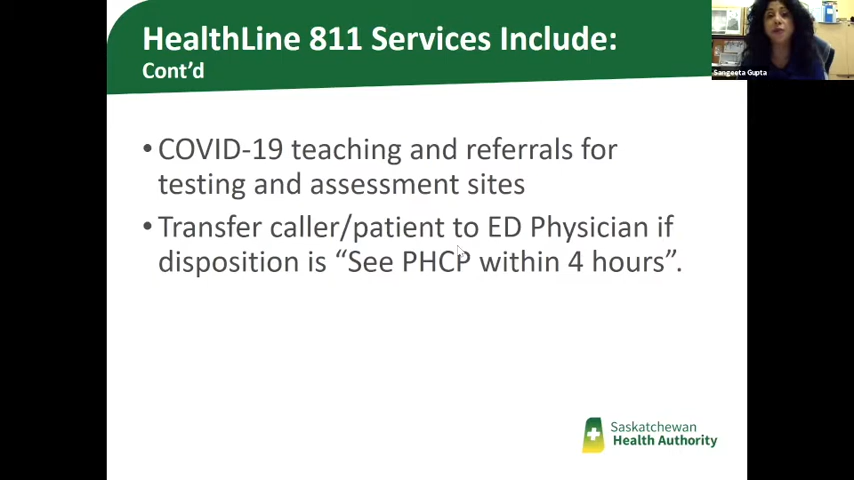 HealthLine 811 Services Include:
Cont’d
Sangeeta Gupta
• COVID-19 teaching and referrals for
testing and assessment sites
• Transfer caller/patient to ED Physician if
disposition is “See PHCP within 4 hours”.
Saskatchewan
Health Authority